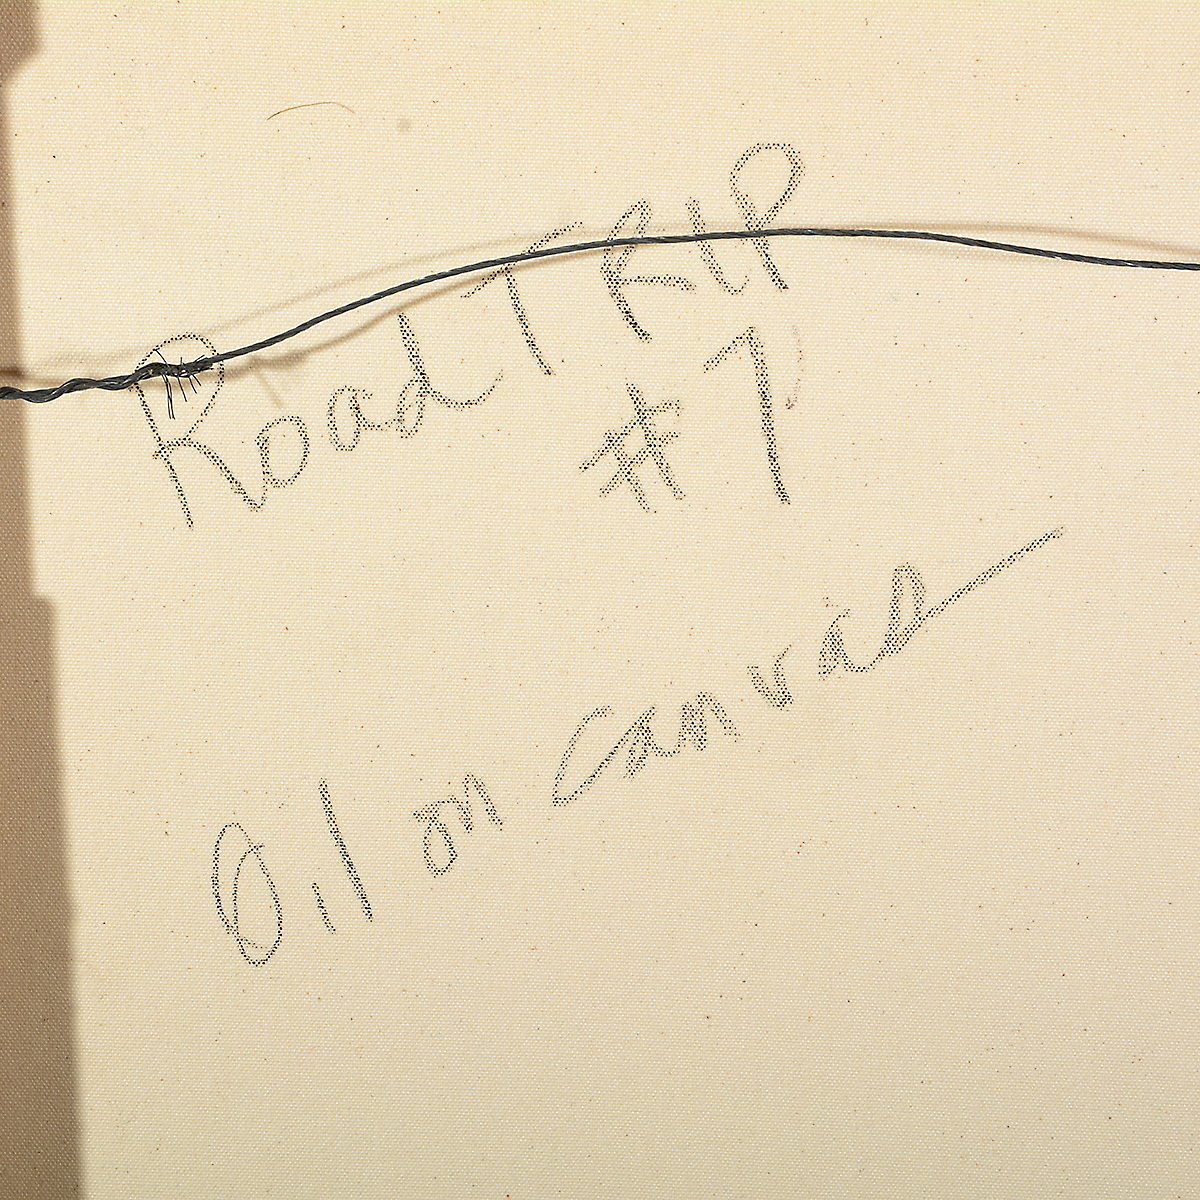 Road TRIP
#7
Oil on canvas